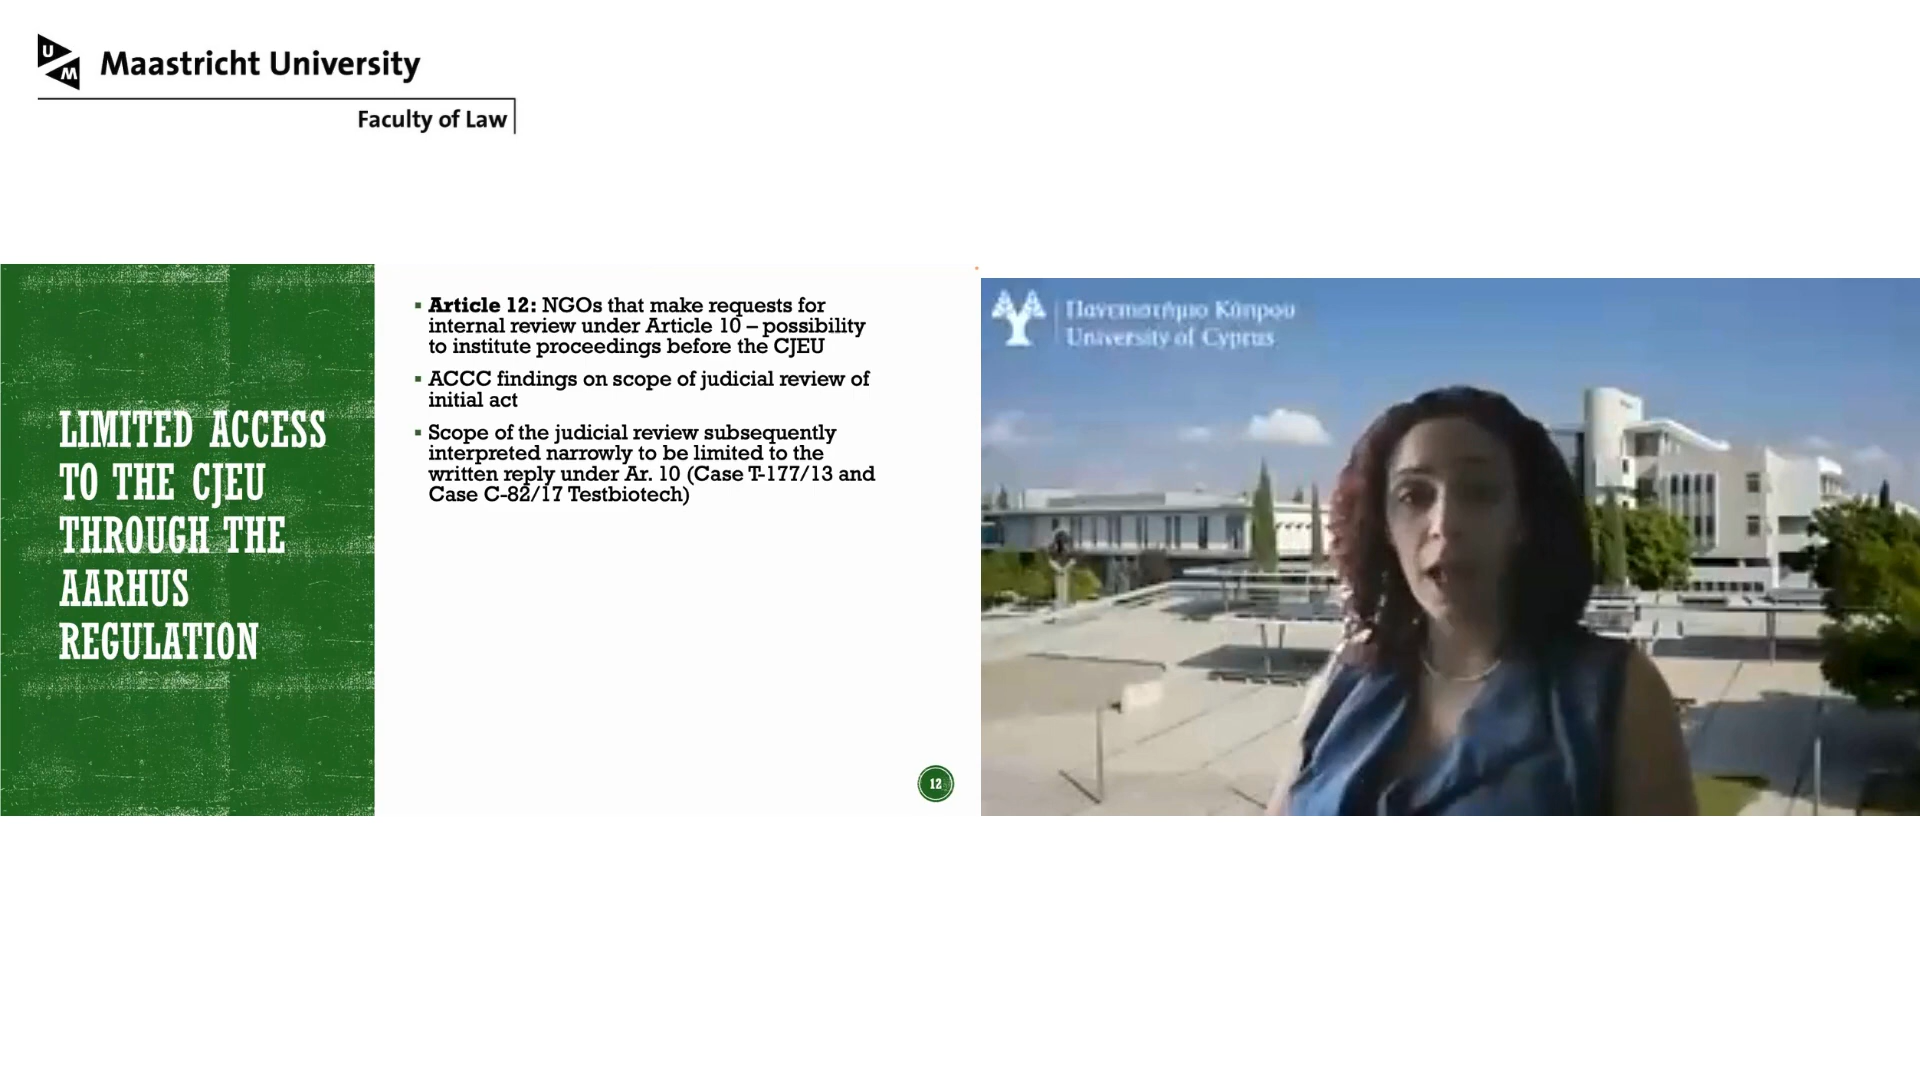 U
M
Maastricht University
Faculty of Law
LIMITED ACCESS
TO THE CJEU
THROUGH THE
AARHUS
REGULATION
▪ Article 12: NGOs that make requests for
internal review under Article 10 – possibility
to institute proceedings before the CJEU
▪ ACCC findings on scope of judicial review of
initial act
▪ Scope of the judicial review subsequently
interpreted narrowly to be limited to the
written reply under Ar. 10 (Case T-177/13 and
Case C-82/17 Testbiotech)
12
Πανεπιστήμιο Κύπρου
University of Cyprus